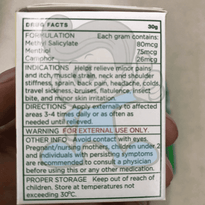 DRUG FACTS 30g
FORMULATION Each gram contains:
Methyl Salicylate 80mcg
Menthol 75mcg
Camphor 26mcg
INDICATIONS Helps relieve minor pains
and itch, muscle strain, neck and shoulder
stiffness, sprain, back pain, headache, colds,
travel sickness, bruises, flatulence, insect
bite, and minor skin irritation.
DIRECTIONS Apply externally to affected
areas 3-4 times daily or as often as
needed until relieved.
WARNING FOR EXTERNAL USE ONLY.
OTHER INFO Avoid contact with eyes.
Pregnant/nursing mothers, children under 2
and individuals with persisting symptoms
are recommended to consult a physician
before using this or any other medication.
PROPER STORAGE Keep out of reach of
children. Store at temperatures not
exceeding 30°C.